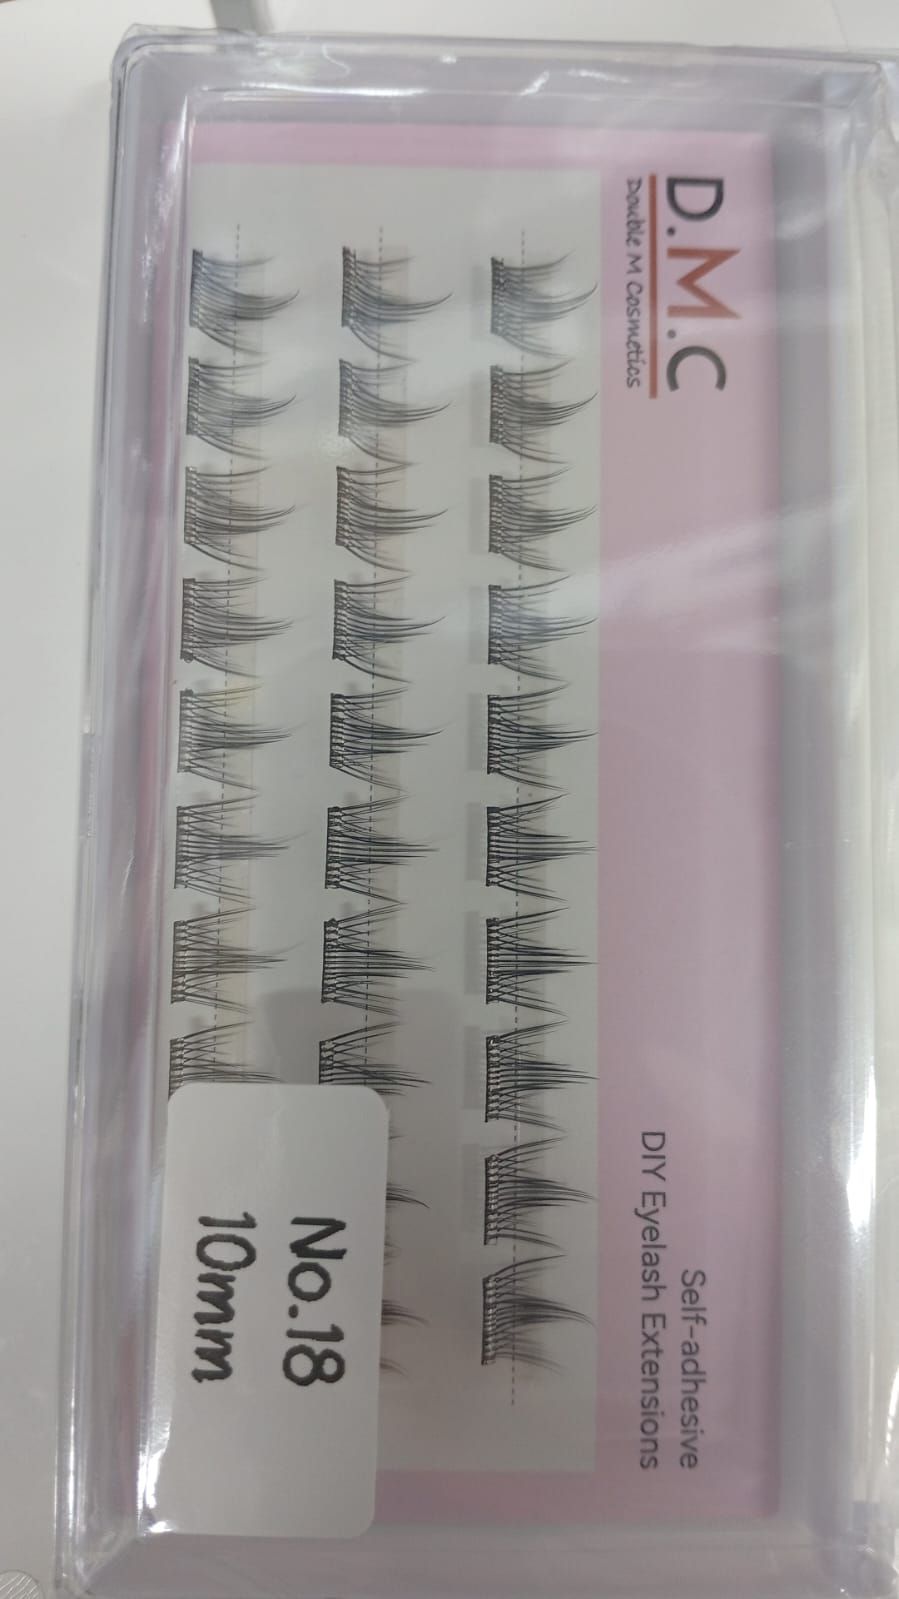 D.M.C
Double M Cosmetics
Self-adhesive
DIY Eyelash Extensions
No.18
10mm